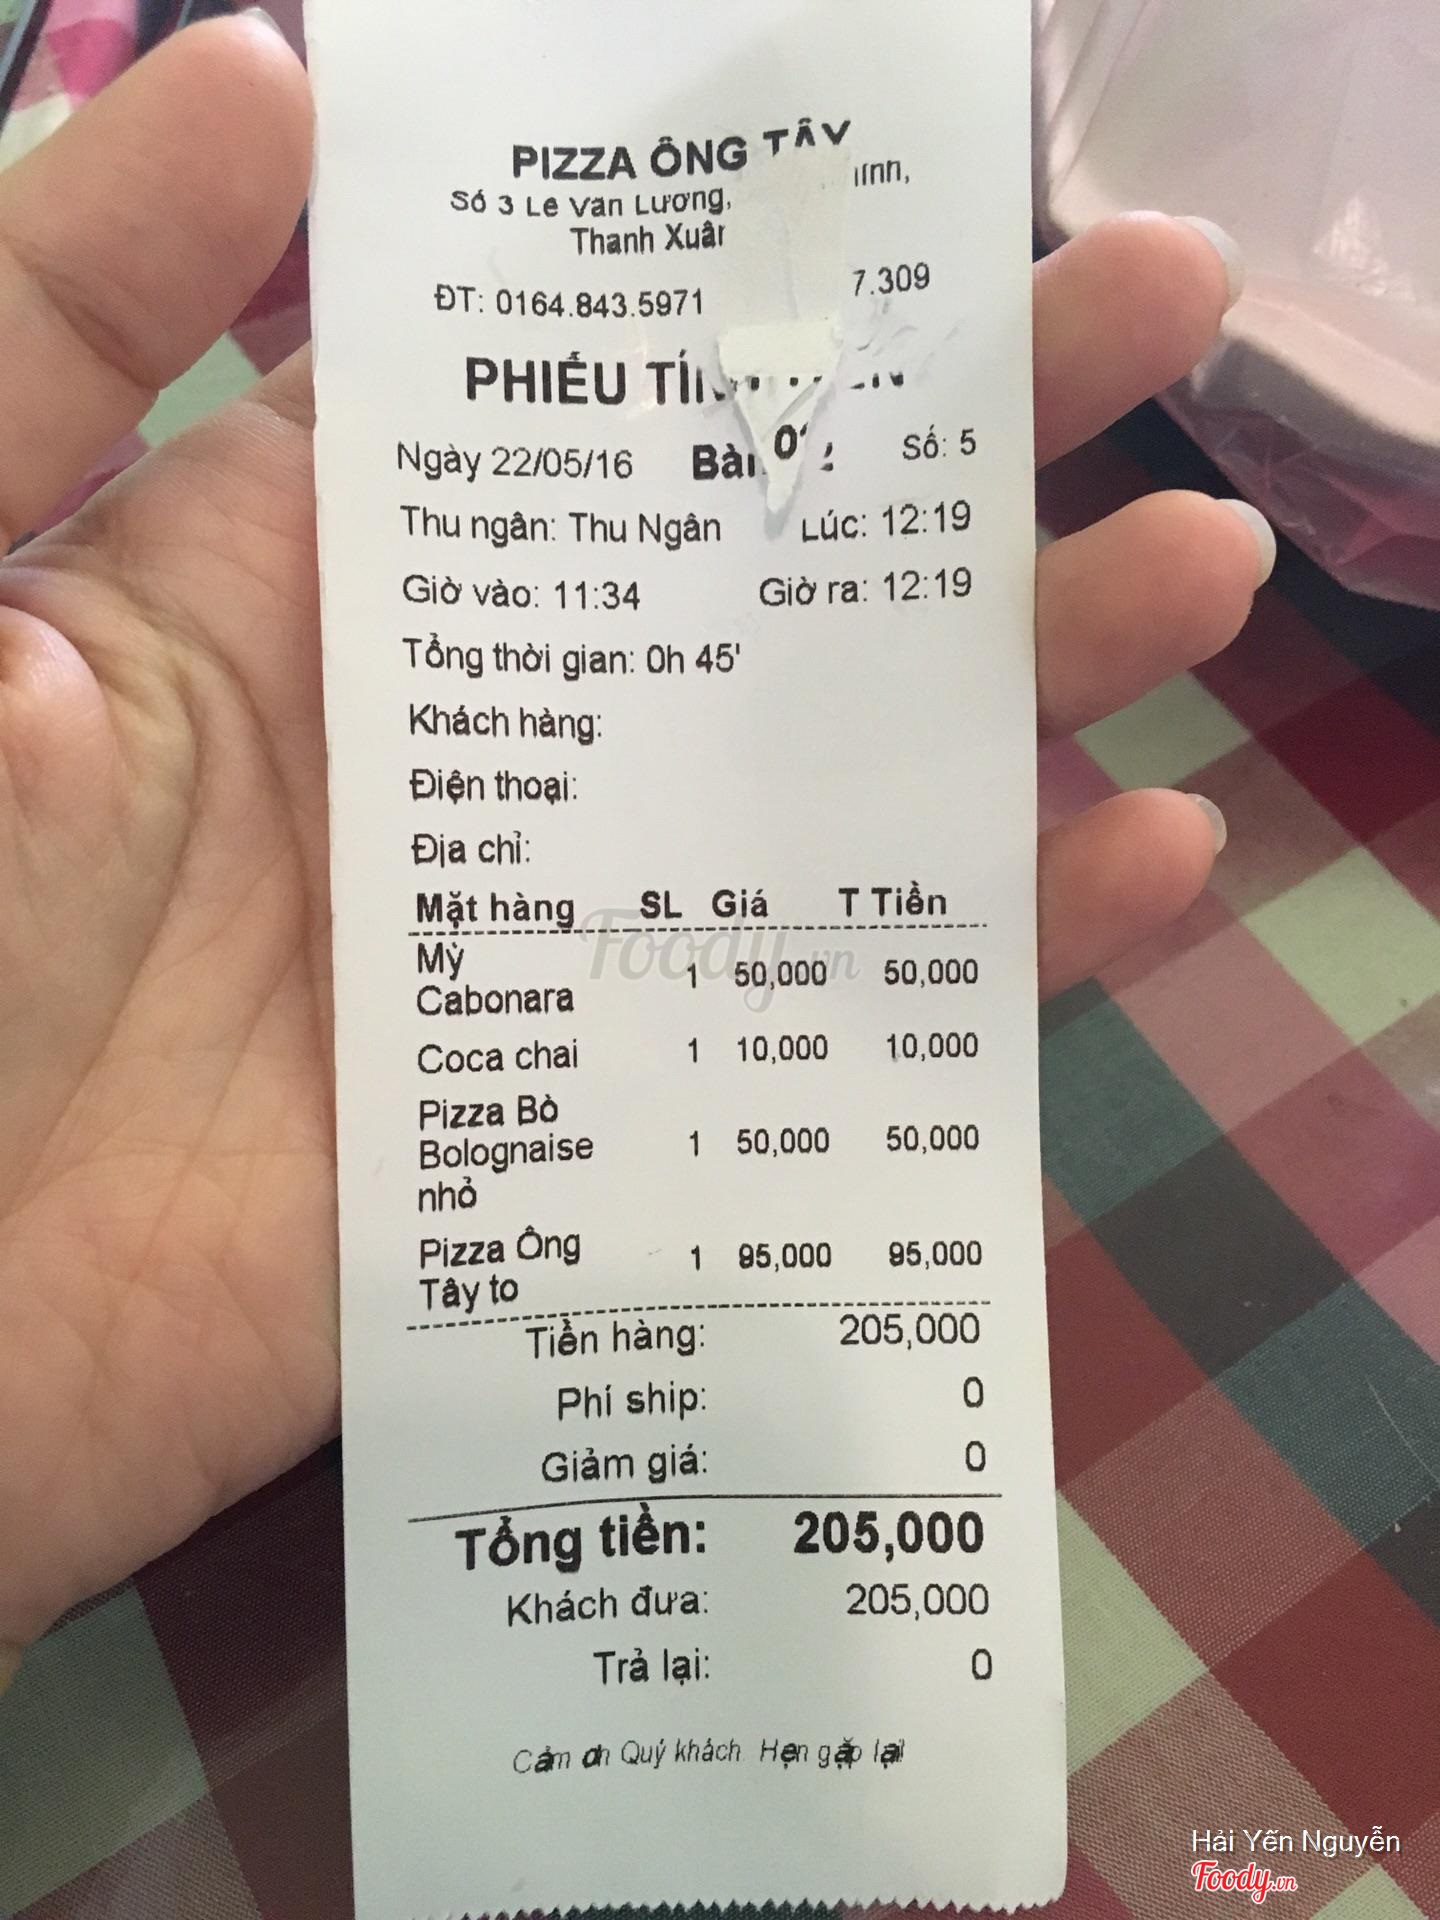 PIZZA ÔNG TÂY
Số 3 Lê Văn Lương,
Thanh
ĐT: 0164.843.5971 7.309
PHIẾU
Ngày 22/05/16 Số: 5
Thu ngân: Thu Ngân Lúc: 12:19
Giờ vào: 11:34 Giờ ra: 12:19
Tổng thời gian: 0h 45'
Khách hàng:
Điện thoại:
Địa chỉ:
Mặt hàng SL Giá T Tiền
Mỳ
Cabonara 1 50,000 50,000
Coca chai 1 10,000 10,000
Pizza Bò
Bolognaise 1 50,000 50,000
nhỏ
Pizza Ông 1 95,000 95,000
Tây to
Tiền hàng: 205,000
Phí ship: 0
Giảm giá: 0
Tổng tiền: 205,000
Khách đưa: 205,000
Trả lại: 0
Cảm ơn Quý khách. Hẹn gặp lại!
Foody.vn
Hải Yến Nguyễn
Foody.vn